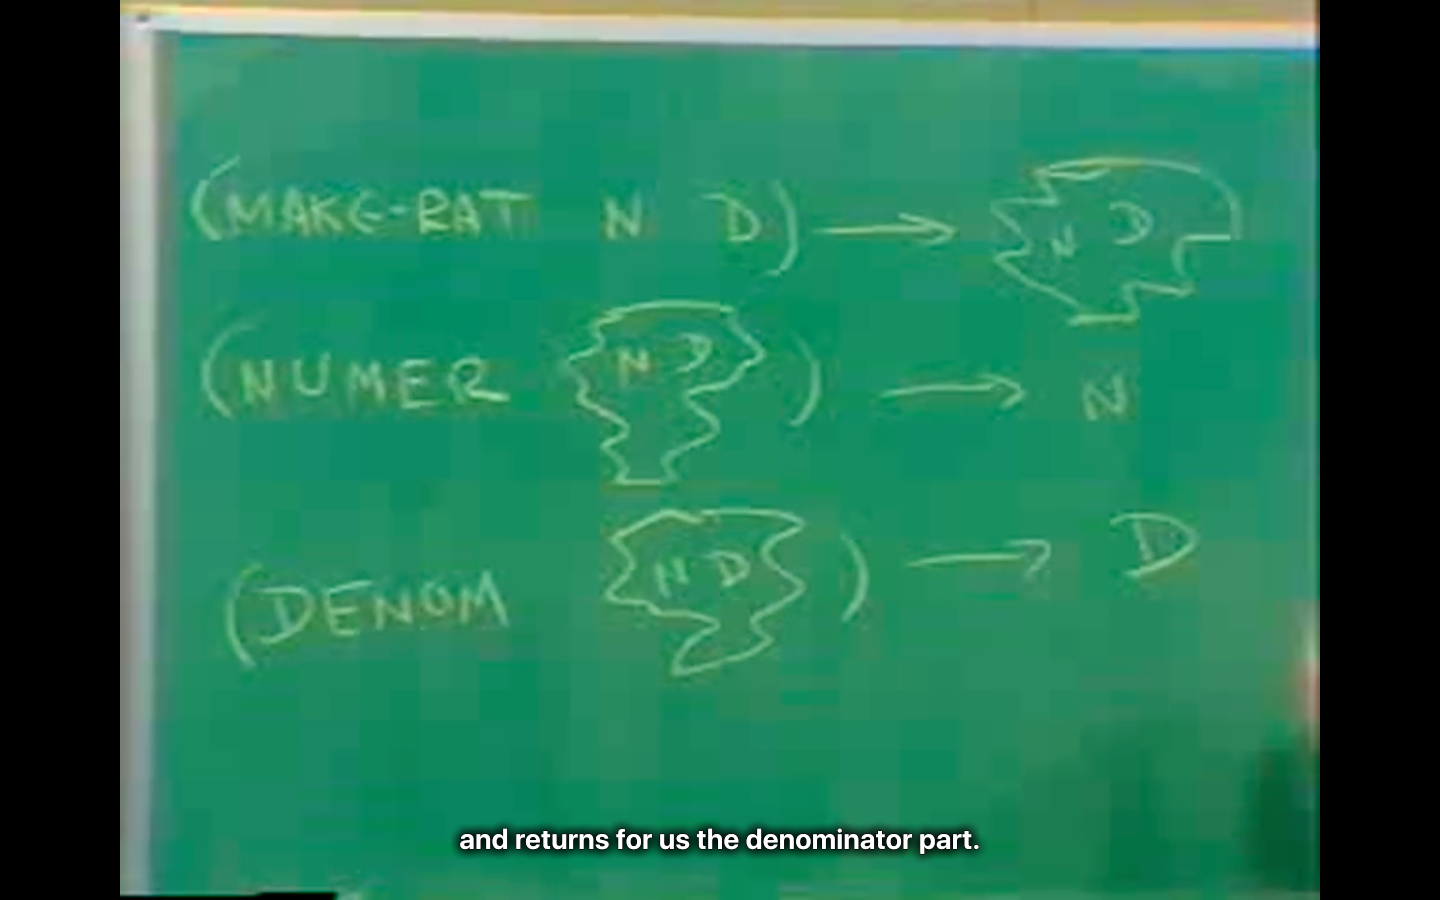 (MAKE-RAT N D) → N D
(NUMER N D ) → N
(DENOM N D ) → D
and returns for us the denominator part.